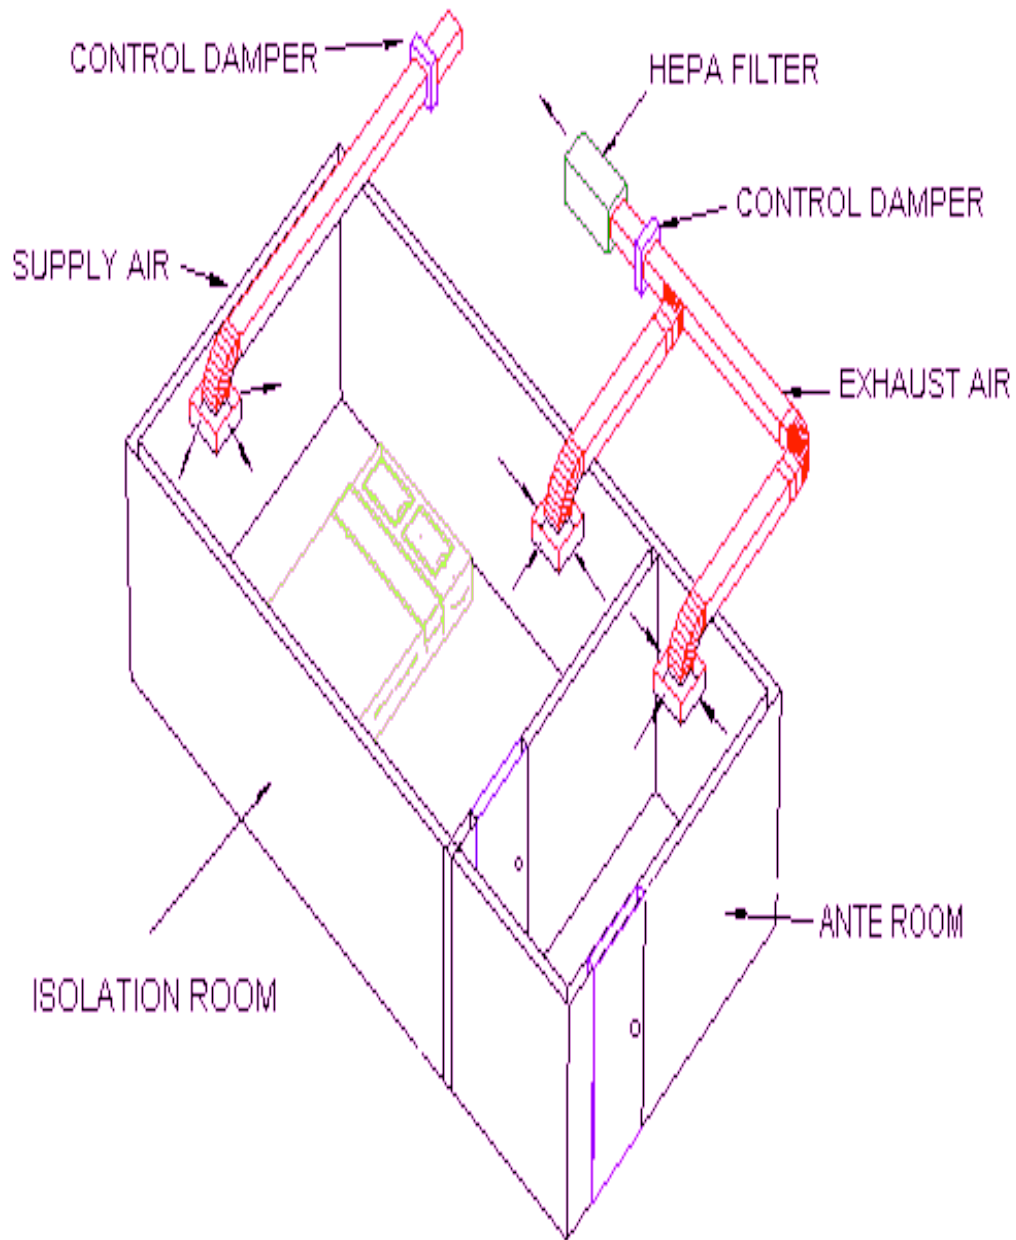 CONTROL DAMPER
HEPA FILTER
CONTROL DAMPER
SUPPLY AIR
EXHAUST AIR
ANTE ROOM
ISOLATION ROOM